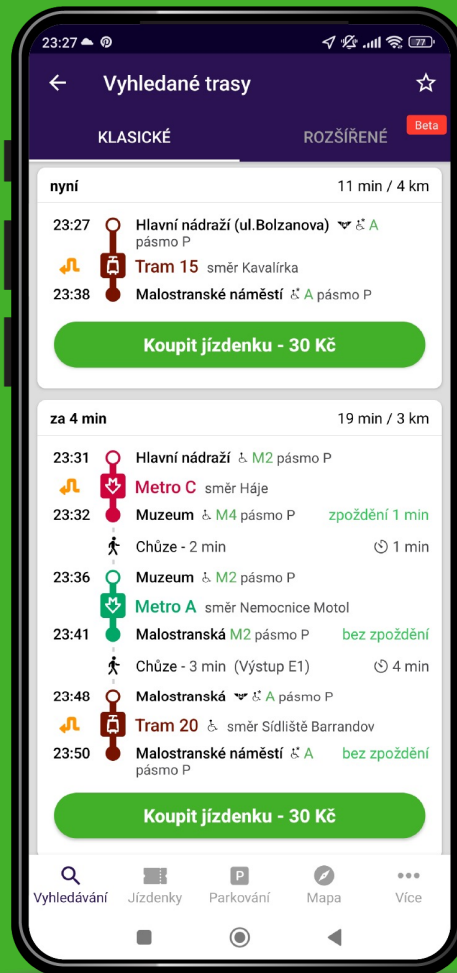 23:27
77
Vyhledané trasy
KLASICKÉ
ROZŠÍŘENÉ
Beta
nyní 11 min / 4 km
23:27 Hlavní nádraží (ul.Bolzanova) A
pásmo P
Tram 15 směr Kavalírka
23:38 Malostranské náměstí A pásmo P
Koupit jízdenku - 30 Kč
za 4 min 19 min / 3 km
23:31 Hlavní nádraží M2 pásmo P
Metro C směr Háje
23:32 Muzeum M4 pásmo P zpoždění 1 min
Chůze - 2 min 1 min
23:36 Muzeum M2 pásmo P
Metro A směr Nemocnice Motol
23:41 Malostranská M2 pásmo P bez zpoždění
Chůze - 3 min (Výstup E1) 4 min
23:48 Malostranská A pásmo P
Tram 20 směr Sídliště Barrandov
23:50 Malostranské náměstí A bez zpoždění
pásmo P
Koupit jízdenku - 30 Kč
P
Vyhledávání Jízdenky Parkování Mapa Více